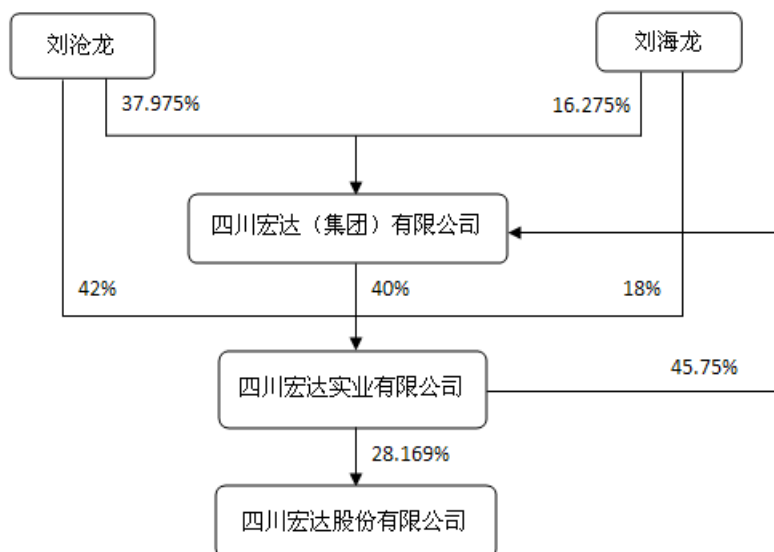 刘沧龙
刘海龙
37.975%
16.275%
四川宏达（集团）有限公司
42%
40%
18%
四川宏达实业有限公司
45.75%
28.169%
四川宏达股份有限公司